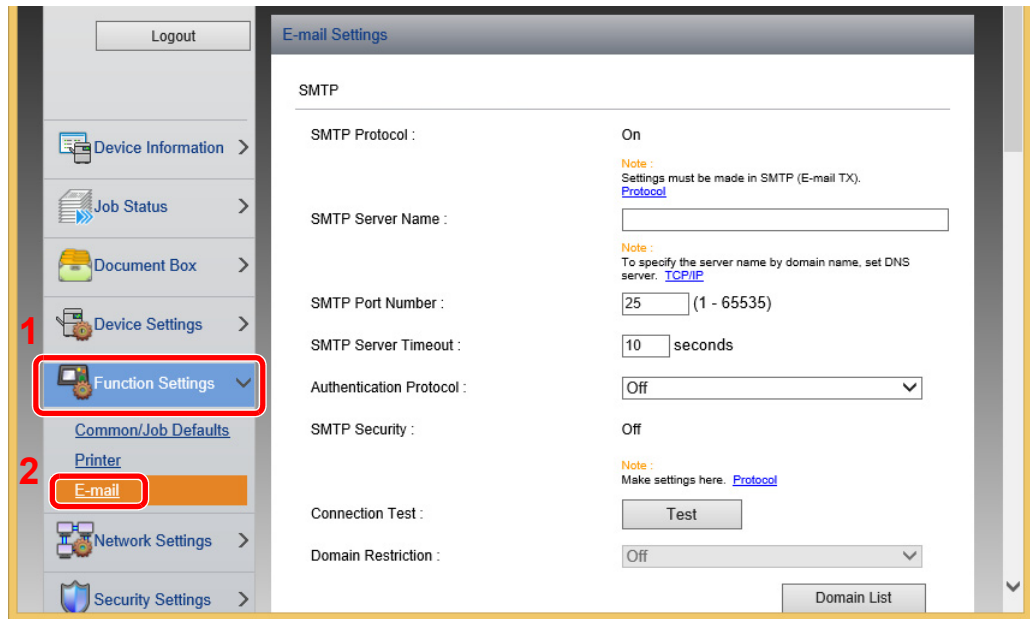 Logout
Device Information
Job Status
Document Box
Device Settings
1
Function Settings
Common/Job Defaults
Printer
2
E-mail
Network Settings
Security Settings
E-mail Settings
SMTP
SMTP Protocol : On
Note :
Settings must be made in SMTP (E-mail TX).
Protocol
SMTP Server Name :
Note :
To specify the server name by domain name, set DNS
server. TCP/IP
SMTP Port Number : 25 (1 - 65535)
SMTP Server Timeout : 10 seconds
Authentication Protocol : Off
SMTP Security : Off
Note :
Make settings here. Protocol
Connection Test : Test
Domain Restriction : Off
Domain List